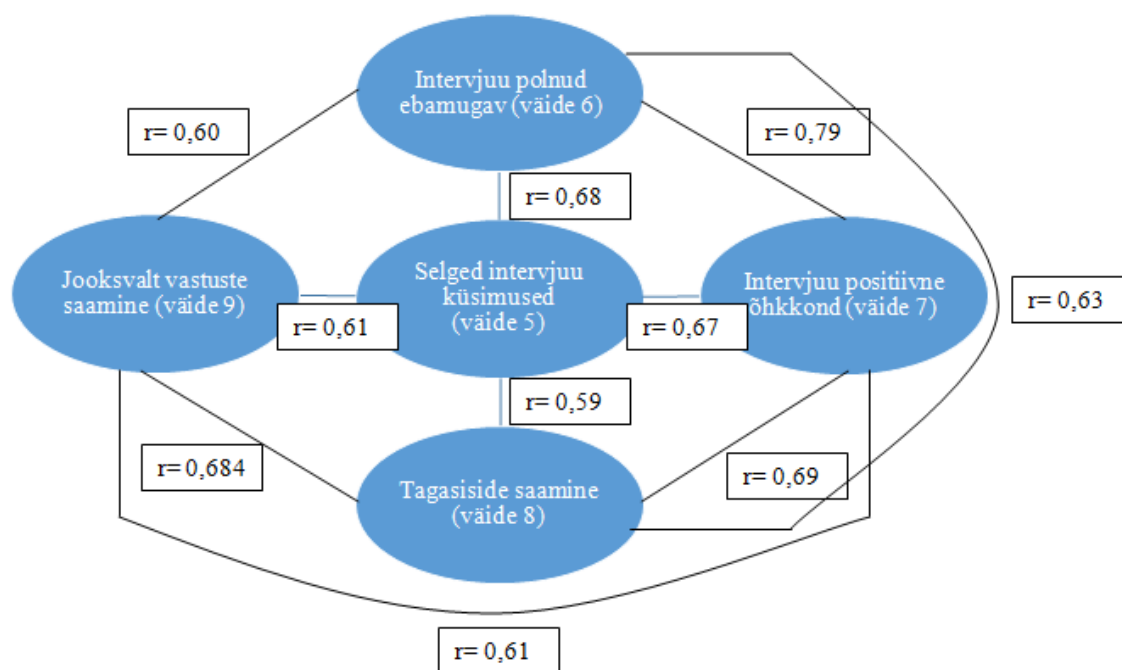 Intervjuu polnud
ebamugav (väide 6)
r= 0,60
r= 0,79
r= 0,68
Jooksvalt vastuste
saamine (väide 9)
Selged intervjuu
küsimused
(väide 5)
Intervjuu positiivne
õhkkond (väide 7)
r= 0,63
r= 0,61
r= 0,67
r= 0,59
r= 0,684
Tagasiside saamine
(väide 8)
r= 0,69
r= 0,61